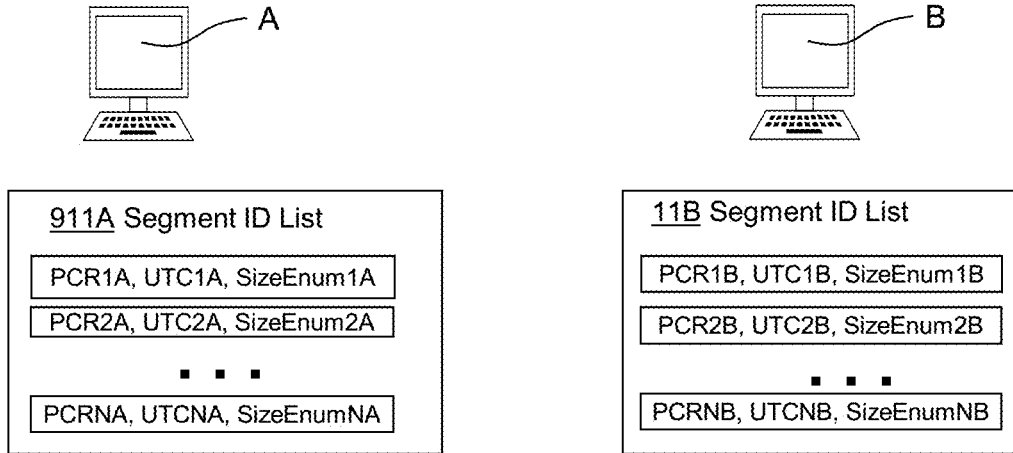 A
B
911A Segment ID List
PCR1A, UTC1A, SizeEnum1A
PCR2A, UTC2A, SizeEnum2A
. . .
PCRNA, UTCNA, SizeEnumNA
11B Segment ID List
PCR1B, UTC1B, SizeEnum1B
PCR2B, UTC2B, SizeEnum2B
. . .
PCRNB, UTCNB, SizeEnumNB